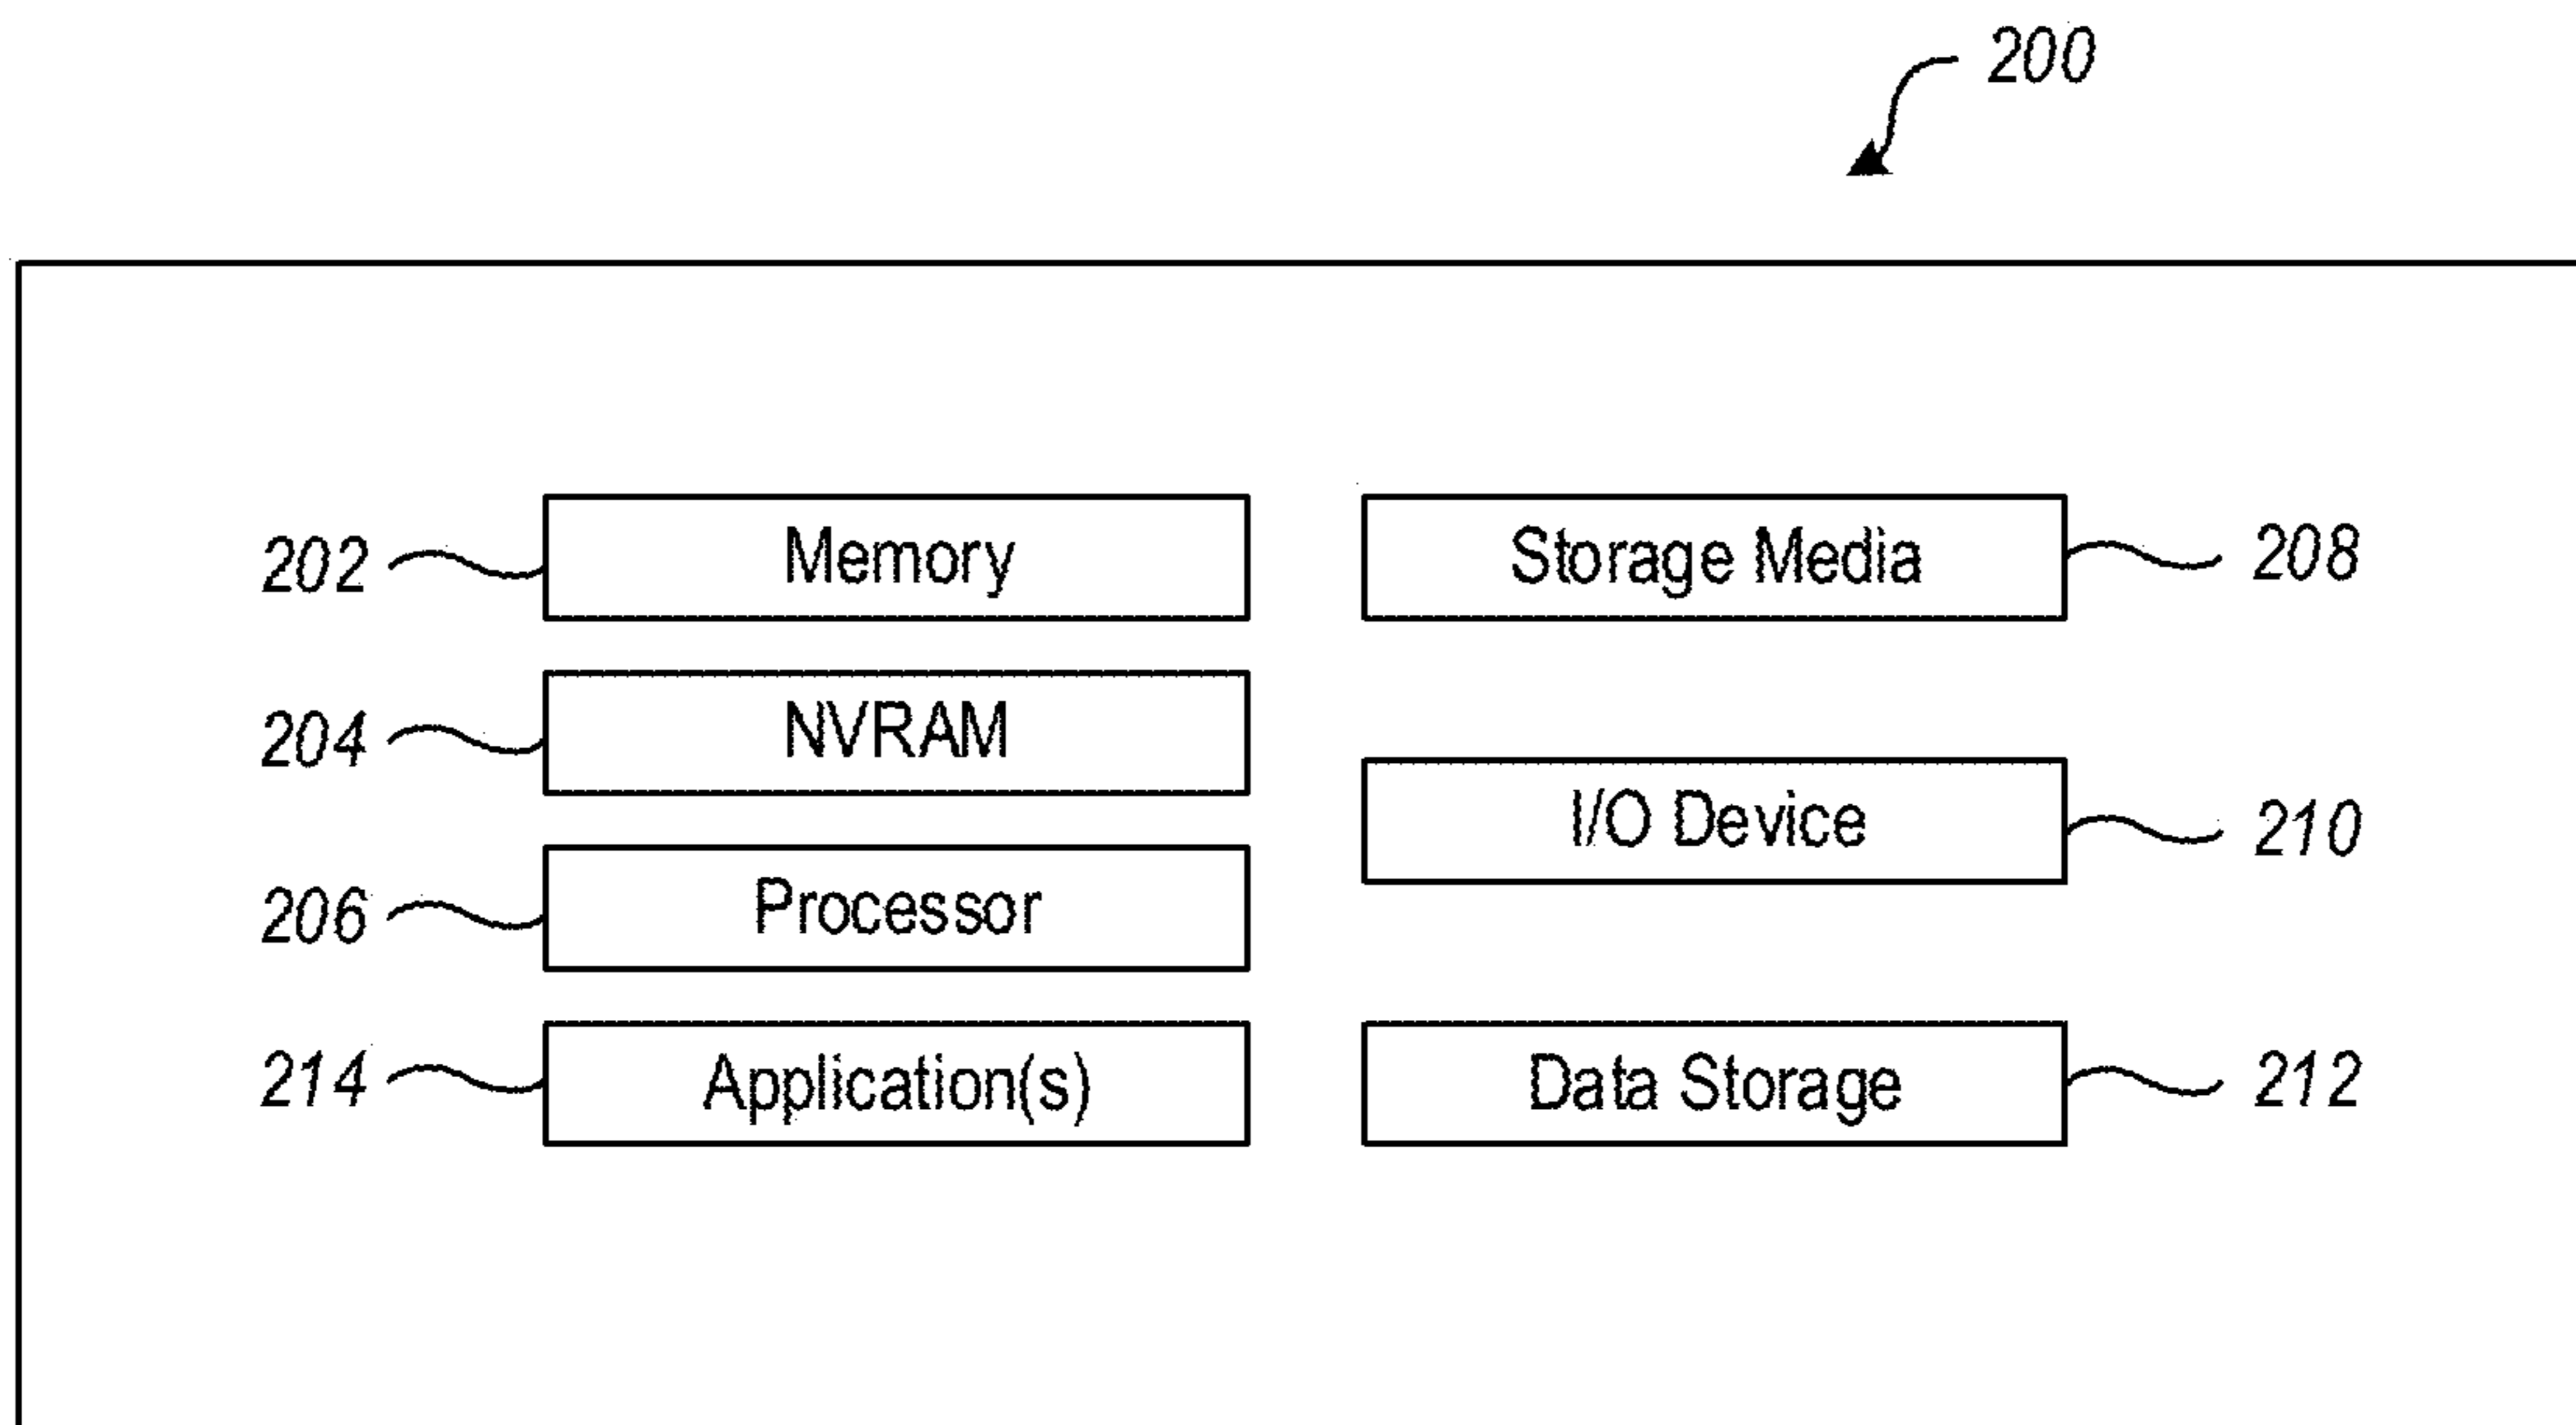 200
202 Memory
Storage Media 208
204 NVRAM
I/O Device 210
206 Processor
214 Application(s)
Data Storage 212